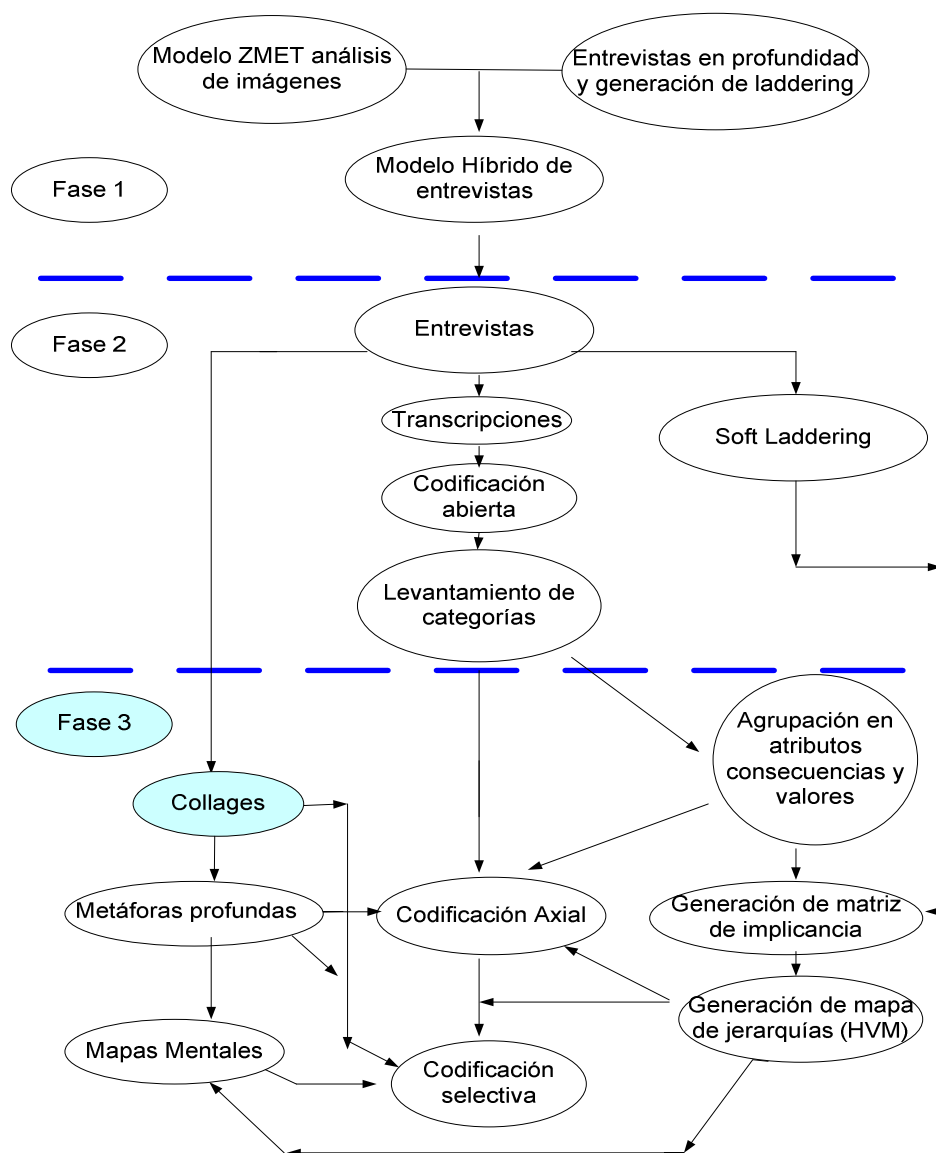 Modelo ZMET análisis
de imágenes
Entrevistas en profundidad
y generación de laddering
Modelo Híbrido de
entrevistas
Fase 1
Entrevistas
Fase 2
Transcripciones
Soft Laddering
Codificación
abierta
Levantamiento de
categorías
Fase 3
Agrupación en
atributos
consecuencias y
valores
Collages
Metáforas profundas
Codificación Axial
Generación de matriz
de implicancia
Generación de mapa
de jerarquías (HVM)
Mapas Mentales
Codificación
selectiva